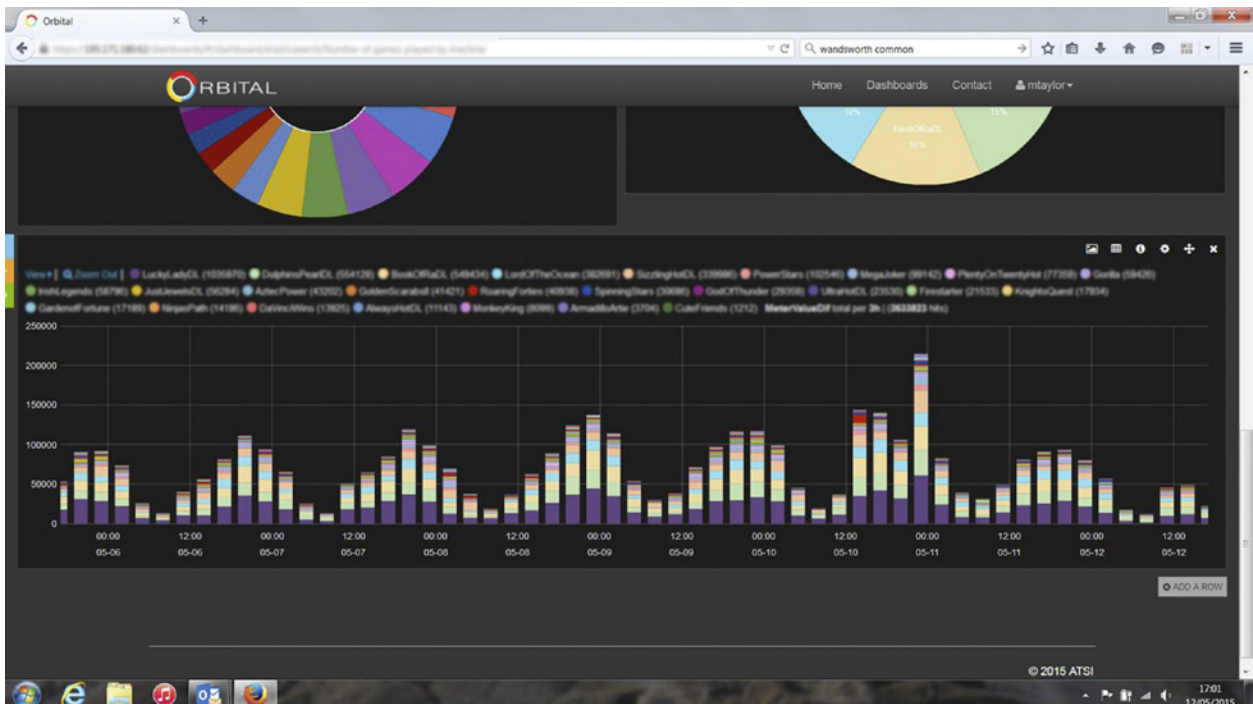 Orbital
wandsworth common
ORBITAL
Home Dashboards Contact mtaylor
10% 15%
BookOfRaDL
15%
View Zoom Out | LuckyLadyDL (1035970) DolphinsPearlDL (554128) BookOfRaDL (549434) LordOfTheOcean (382691) SizzlingHotDL (339986) PowerStars (102546) MegaJoker (99142) PlentyOnTwentyHot (77359) Gorilla (59426)
IrishLegends (58796) JustJewelsDL (56284) AztecPower (43202) GoldenScarabsII (41421) RoaringForties (40938) SpinningStars (30686) GodOfThunder (29359) UltraHotDL (23530) Firestarter (21533) KnightsQuest (17934)
GardenofFortune (17189) NinjasPath (14186) DaVinciWins (13925) AlwaysHotDL (11143) MonkeyKing (8099) ArmadilloArtie (3704) CuteFriends (1212) MeterValueDif total per 3h | (3633823 hits)
250000
200000
150000
100000
50000
0
00:00 12:00 00:00 12:00 00:00 12:00 00:00 12:00 00:00 12:00 00:00 12:00 00:00 12:00
05-06 05-06 05-07 05-07 05-08 05-08 05-09 05-09 05-10 05-10 05-11 05-11 05-12 05-12
ADD A ROW
© 2015 ATSI
17:01
12/05/2015